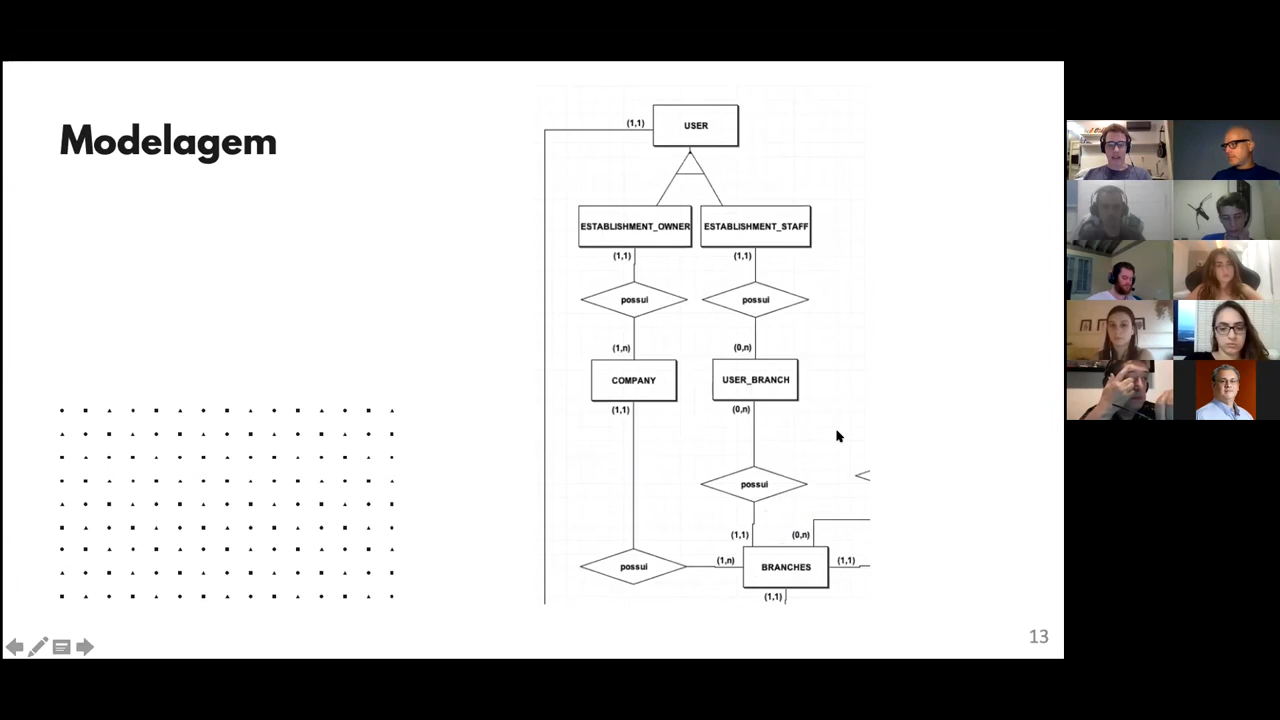 Modelagem
(1,1)
USER
ESTABLISHMENT_OWNER
ESTABLISHMENT_STAFF
(1,1)
(1,1)
possui
possui
(1,n)
(0,n)
COMPANY
USER_BRANCH
(1,1)
(0,n)
possui
(1,1)
(0,n)
possui
(1,n)
BRANCHES
(1,1)
(1,1)
13